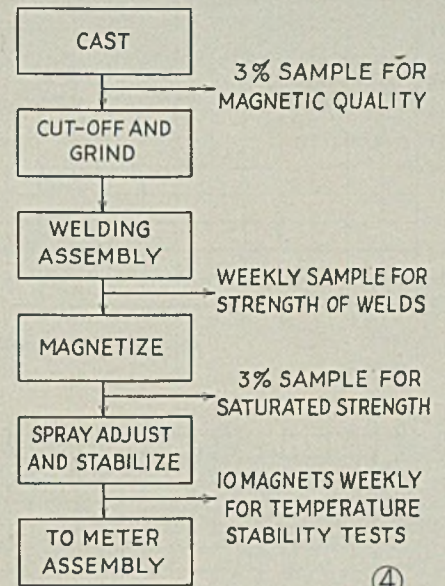 CAST
3% SAMPLE FOR
MAGNETIC QUALITY
CUT-OFF AND
GRIND
WELDING
ASSEMBLY
WEEKLY SAMPLE FOR
STRENGTH OF WELDS
MAGNETIZE
3% SAMPLE FOR
SATURATED STRENGTH
SPRAY ADJUST
AND STABILIZE
10 MAGNETS WEEKLY
FOR TEMPERATURE
STABILITY TESTS
TO METER
ASSEMBLY
④